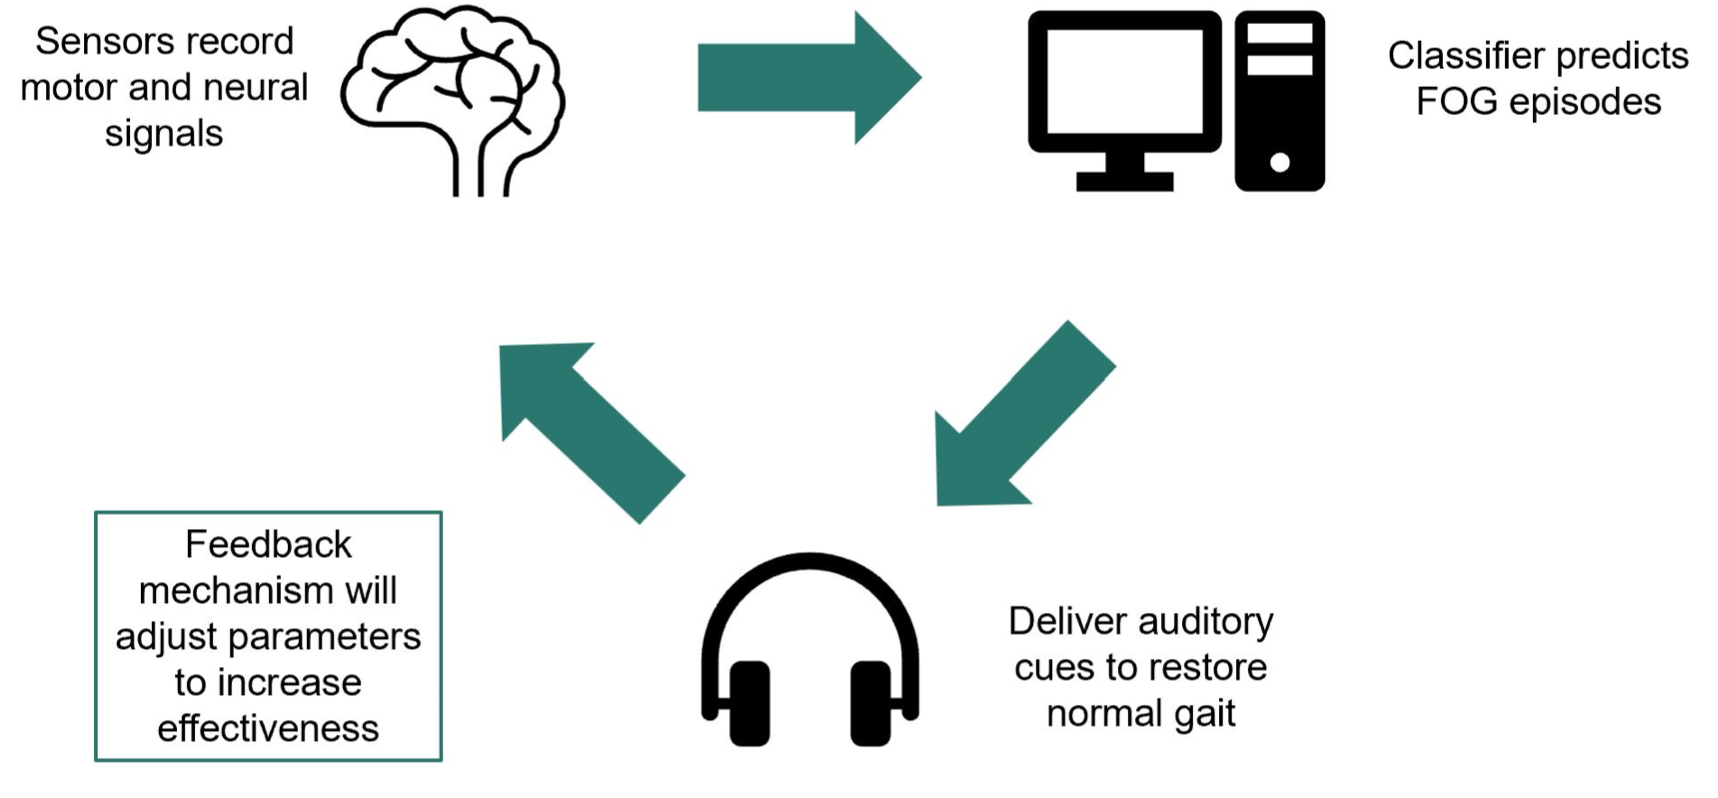 Sensors record
motor and neural
signals
Classifier predicts
FOG episodes
Deliver auditory
cues to restore
normal gait
Feedback
mechanism will
adjust parameters
to increase
effectiveness